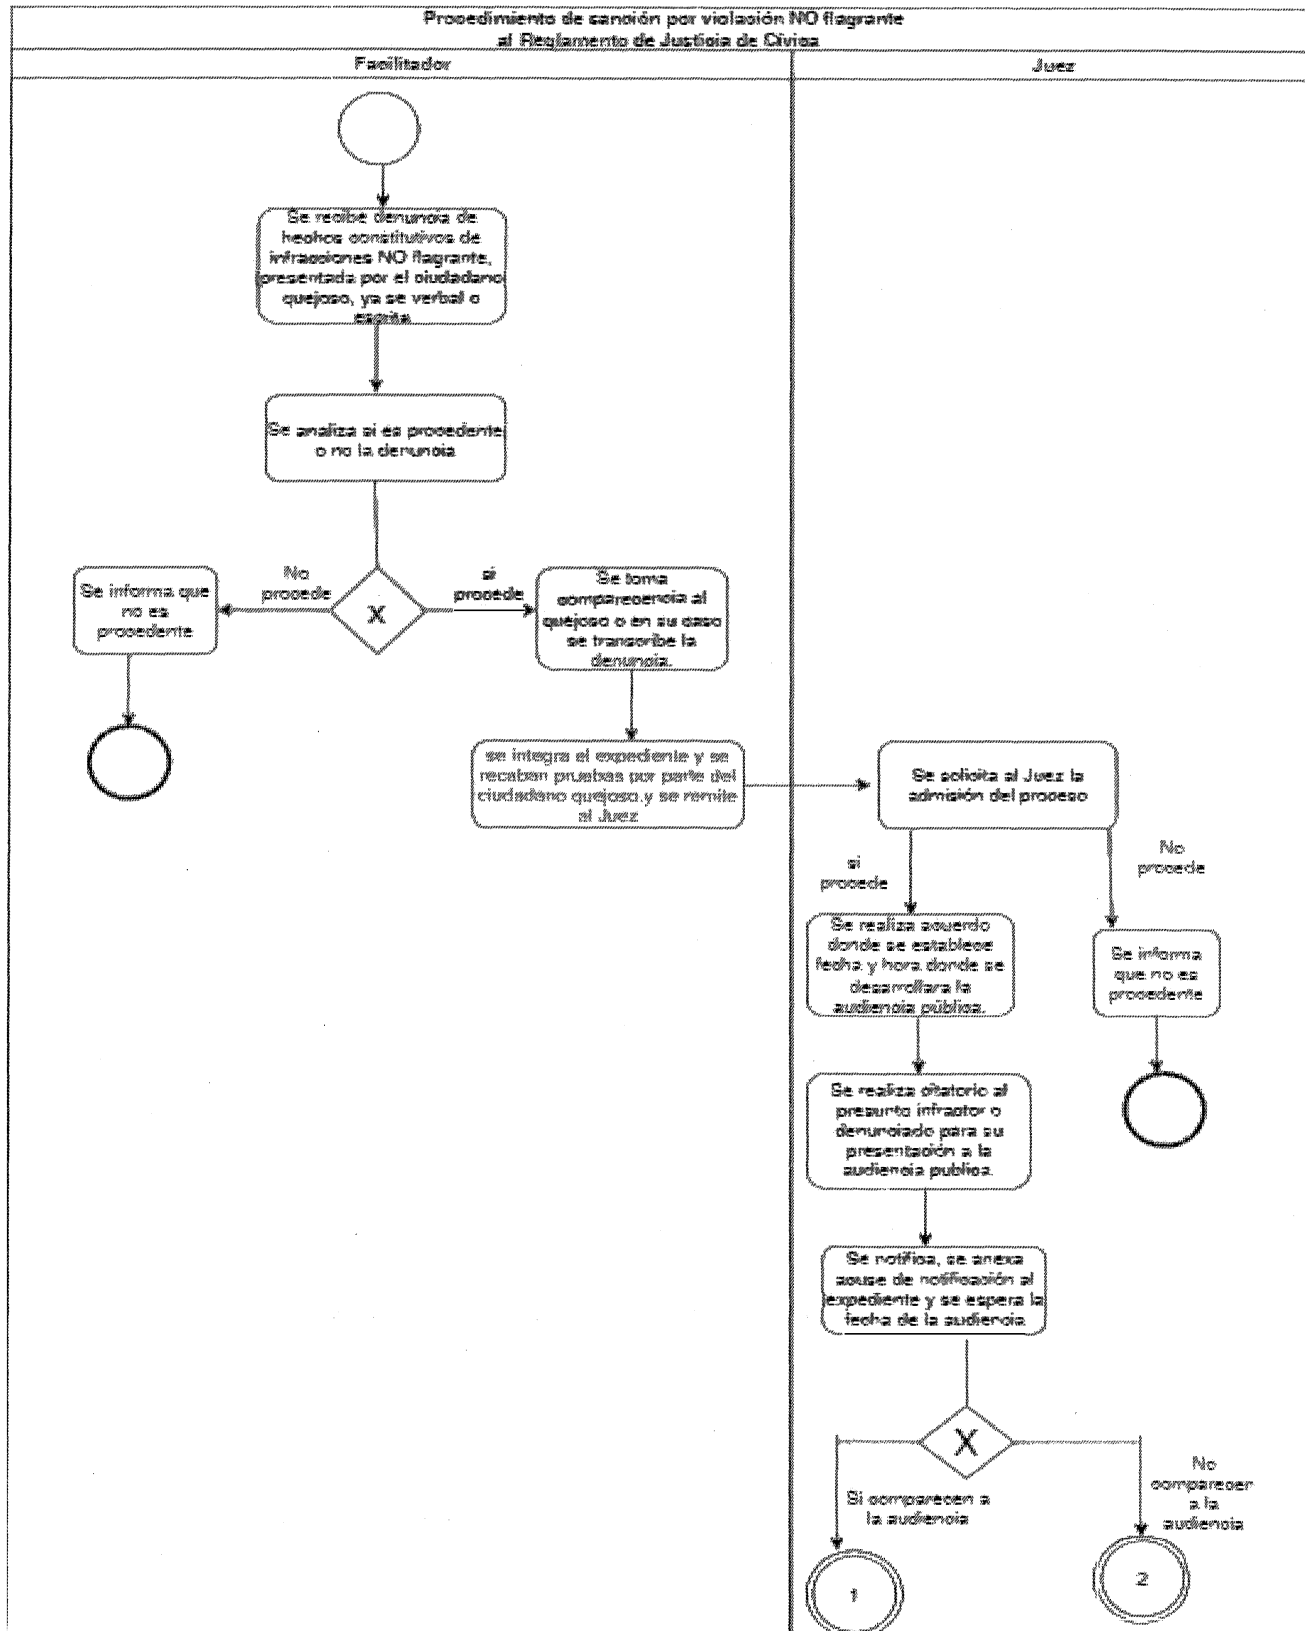 Procedimiento de sanción por violación NO flagrante
al Reglamento de Justicia de Cívica
Facilitador
Juez
Se recibe denuncia de
hechos constitutivos de
infracciones NO flagrante,
presentada por el ciudadano
quejoso, ya se verbal o
escrita
Se analiza si es procedente
o no la denuncia
No
procede
X
si
procede
Se informa que
no es
procedente
Se toma
comparecencia al
quejoso o en su caso
se transcribe la
denuncia.
se integra el expediente y se
recaban pruebas por parte del
ciudadano quejoso.y se remite
al Juez
Se solicita al Juez la
admisión del proceso
si
procede
No
procede
Se realiza acuerdo
donde se establece
fecha y hora donde se
desarrollara la
audiencia pública.
Se informa
que no es
procedente
Se realiza citatorio al
presunto infractor o
denunciado para su
presentación a la
audiencia publica.
Se notifica, se anexa
acuse de notificación al
expediente y se espera la
fecha de la audiencia
X
Si comparecen a
la audiencia
No
comparecer
a la
audiencia
1
2